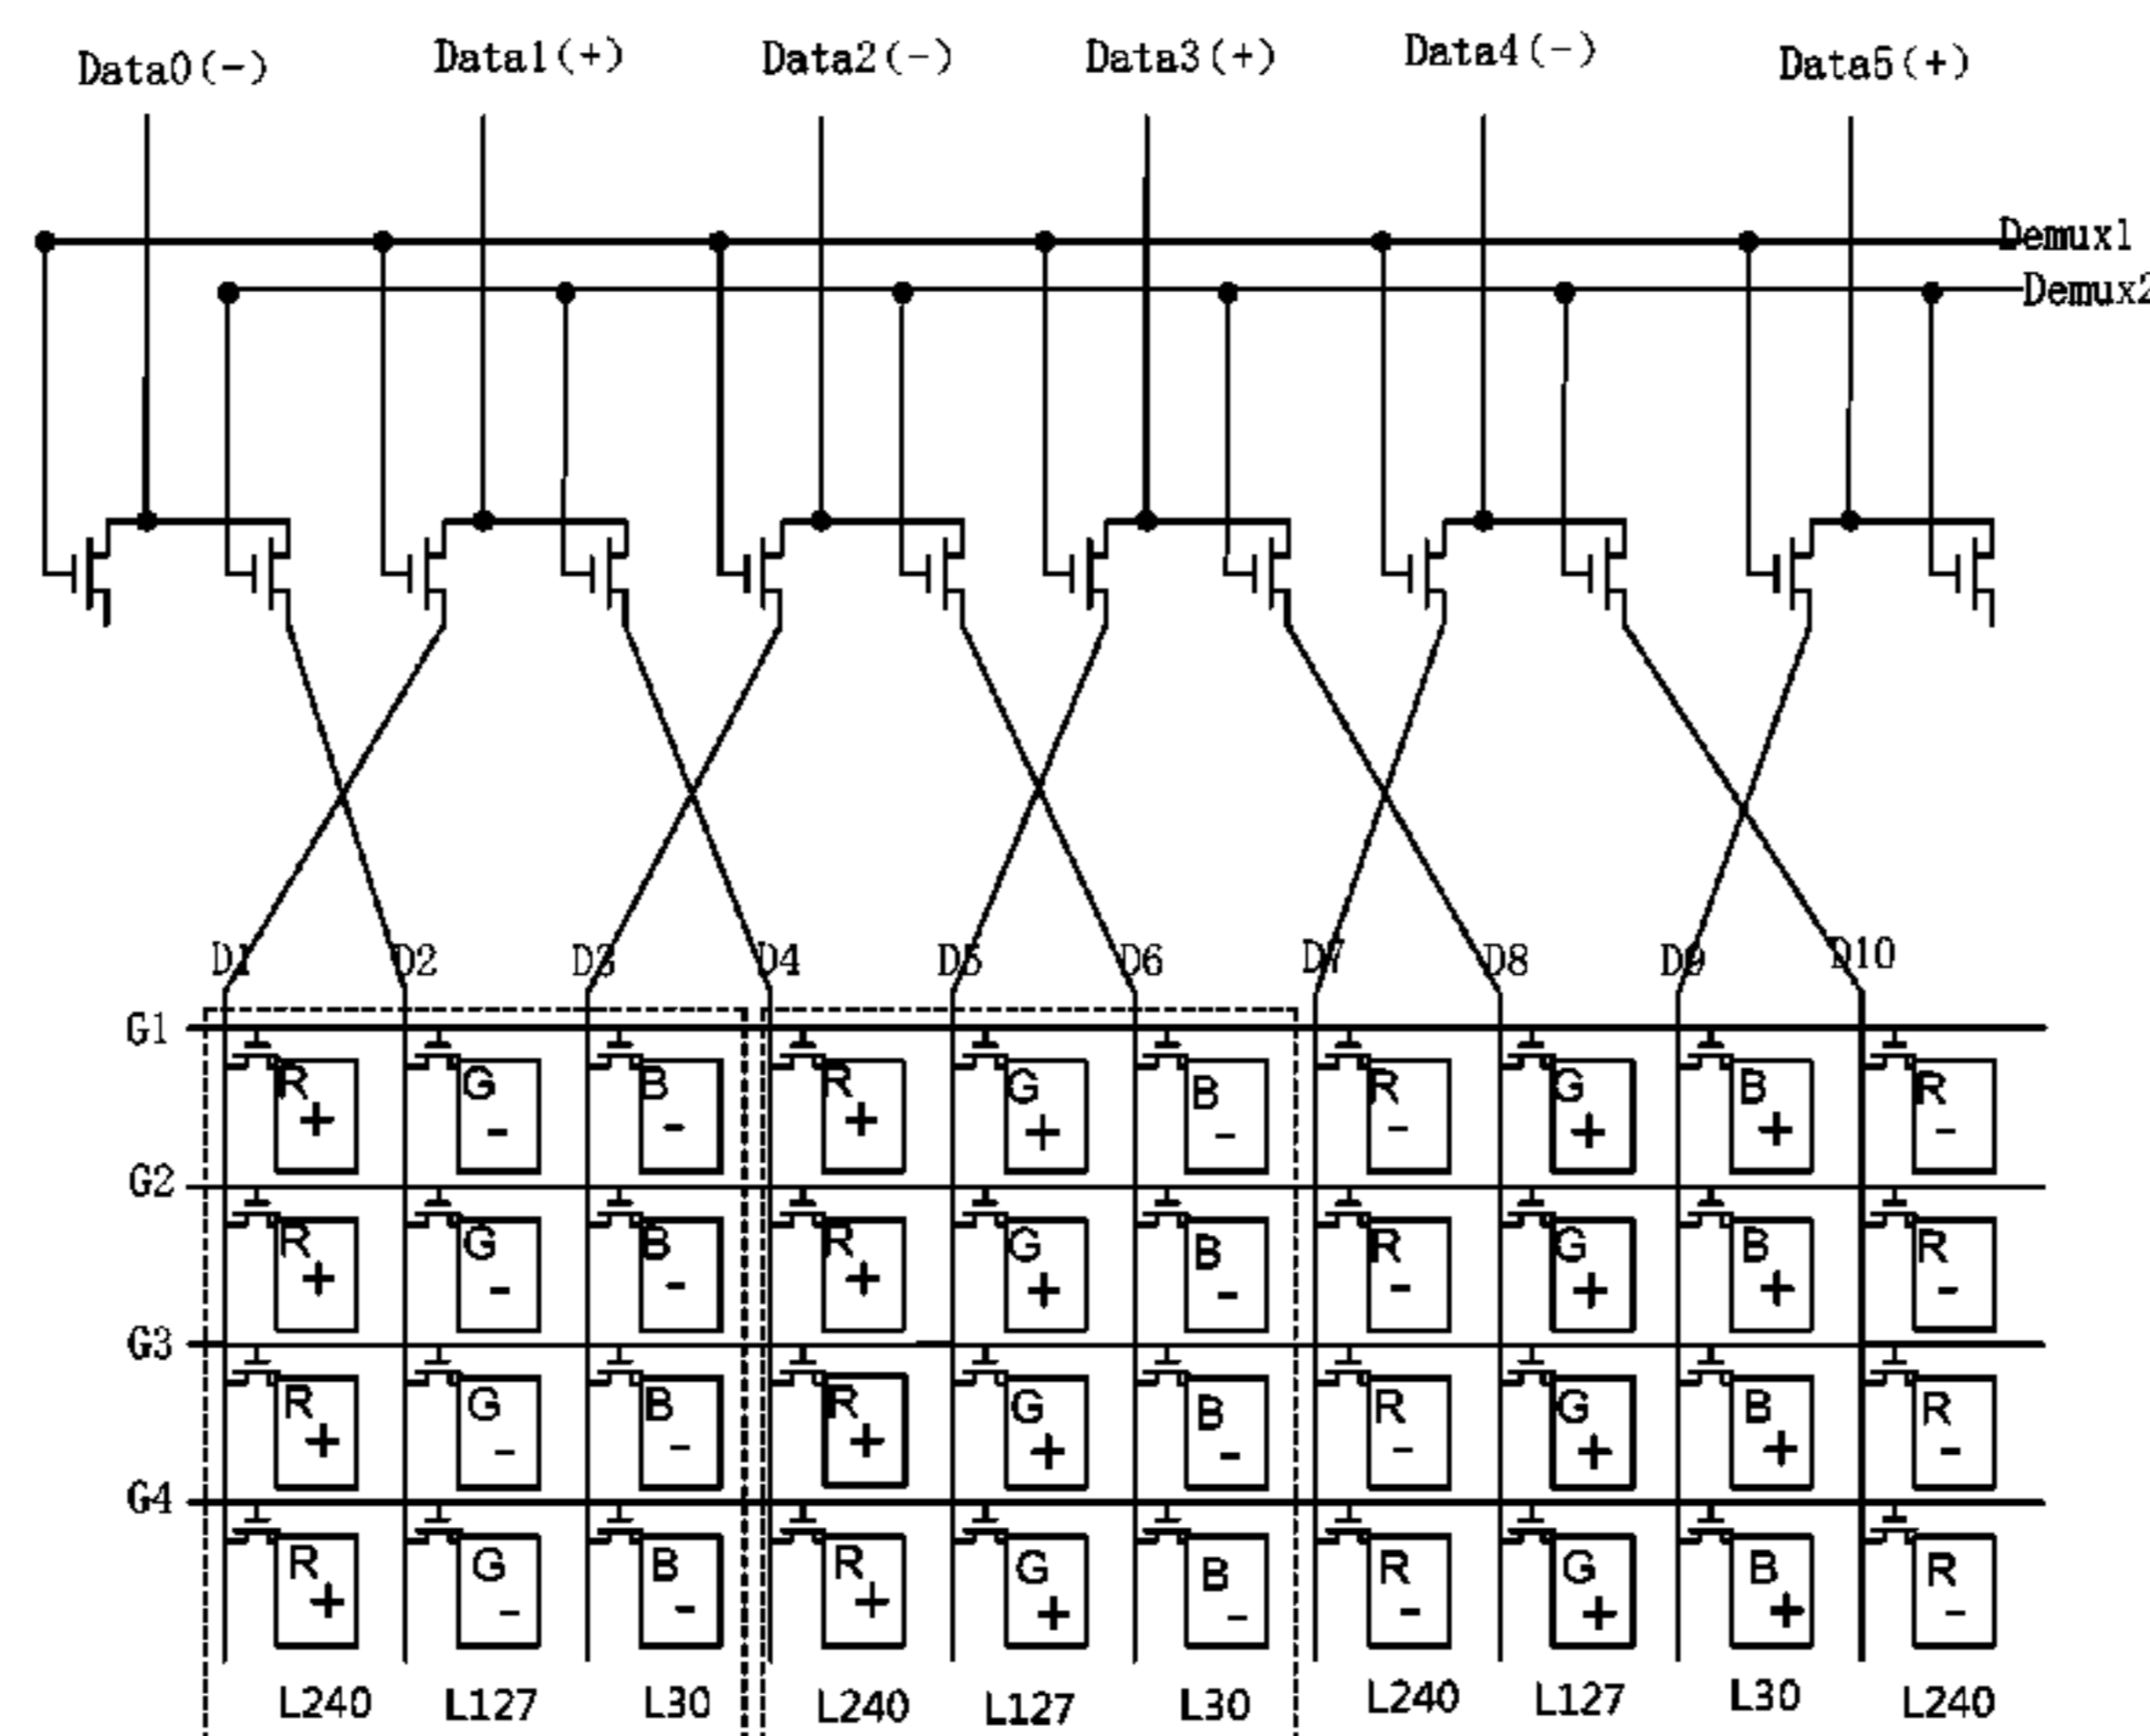 Data0(-) Data1(+) Data2(-) Data3(+) Data4(-) Data5(+)
Demux1
Demux2
D1 D2 D3 D4 D5 D6 D7 D8 D9 D10
G1
R G B R G B R G B R
+ - - + + - - + + -
G2
R G B R G B R G B R
+ - - + + - - + + -
G3
R G B R G B R G B R
+ - - + + - - + + -
G4
R G B R G B R G B R
+ - - + + - - + + -
L240 L127 L30 L240 L127 L30 L240 L127 L30 L240